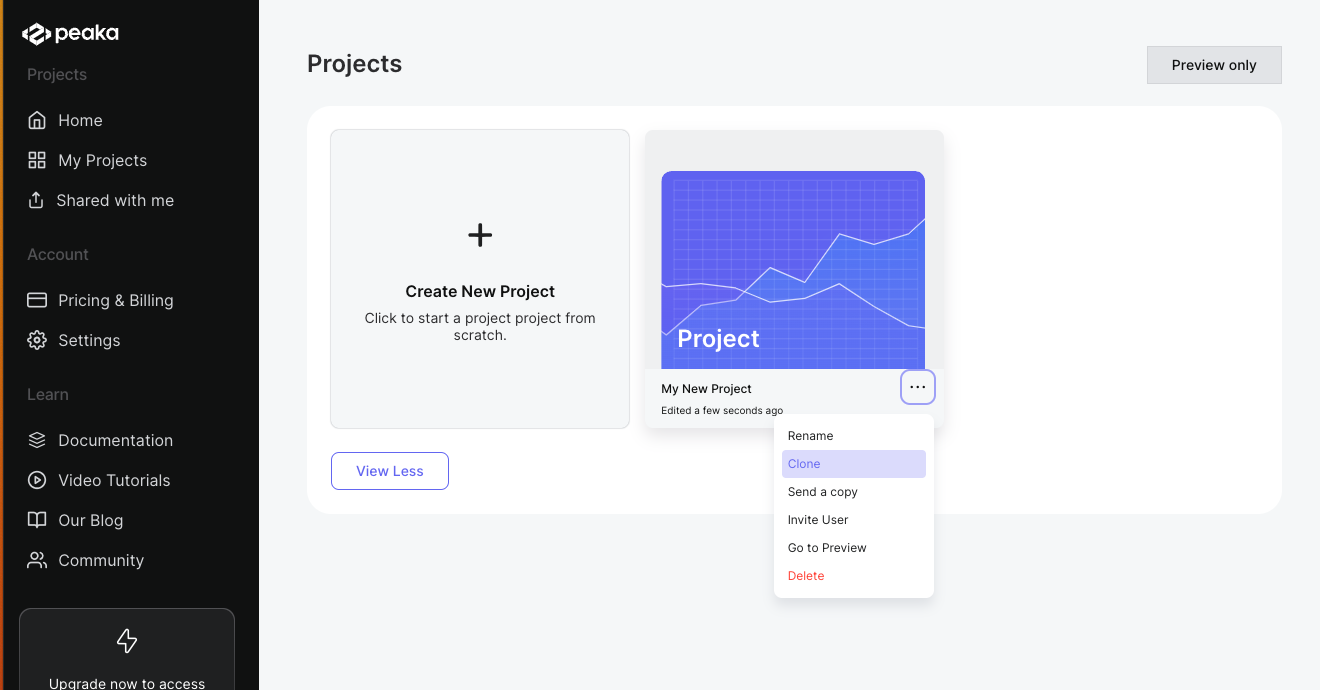 peaka
Projects
Home
My Projects
Shared with me
Account
Pricing & Billing
Settings
Learn
Documentation
Video Tutorials
Our Blog
Community
Upgrade now to access
Projects
Preview only
Create New Project
Click to start a project project from
scratch.
Project
My New Project
Edited a few seconds ago
Rename
Clone
Send a copy
Invite User
Go to Preview
Delete
View Less